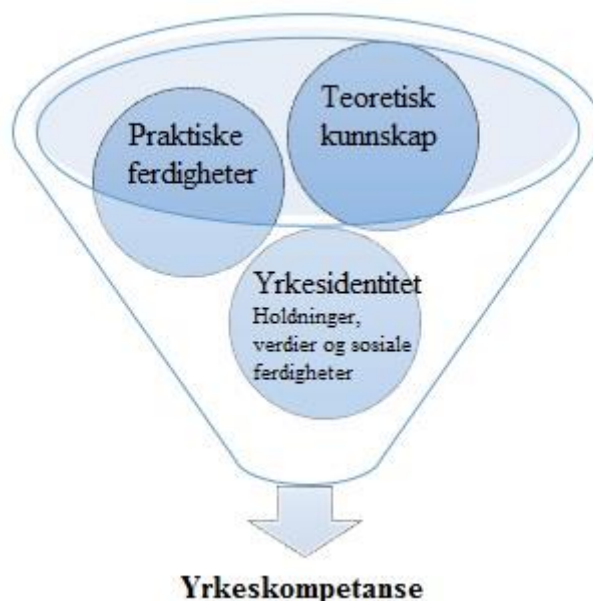 Praktiske
ferdigheter
Teoretisk
kunnskap
Yrkesidentitet
Holdninger,
verdier og sosiale
ferdigheter
Yrkeskompetanse